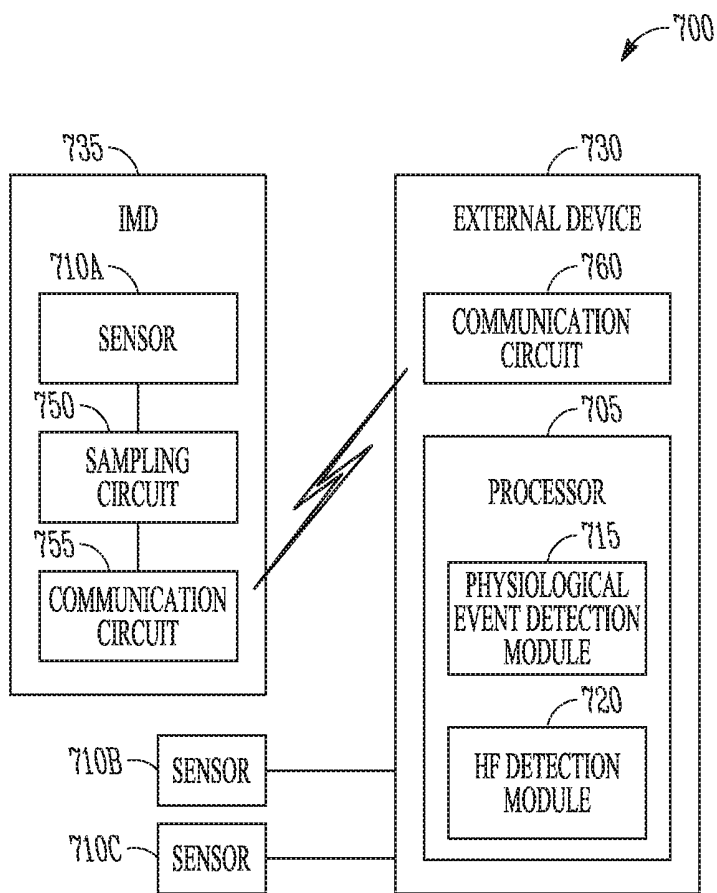 700
735
IMD
710A
SENSOR
750
SAMPLING
CIRCUIT
755
COMMUNICATION
CIRCUIT
730
EXTERNAL DEVICE
760
COMMUNICATION
CIRCUIT
705
PROCESSOR
715
PHYSIOLOGICAL
EVENT DETECTION
MODULE
720
HF DETECTION
MODULE
710B
SENSOR
710C
SENSOR